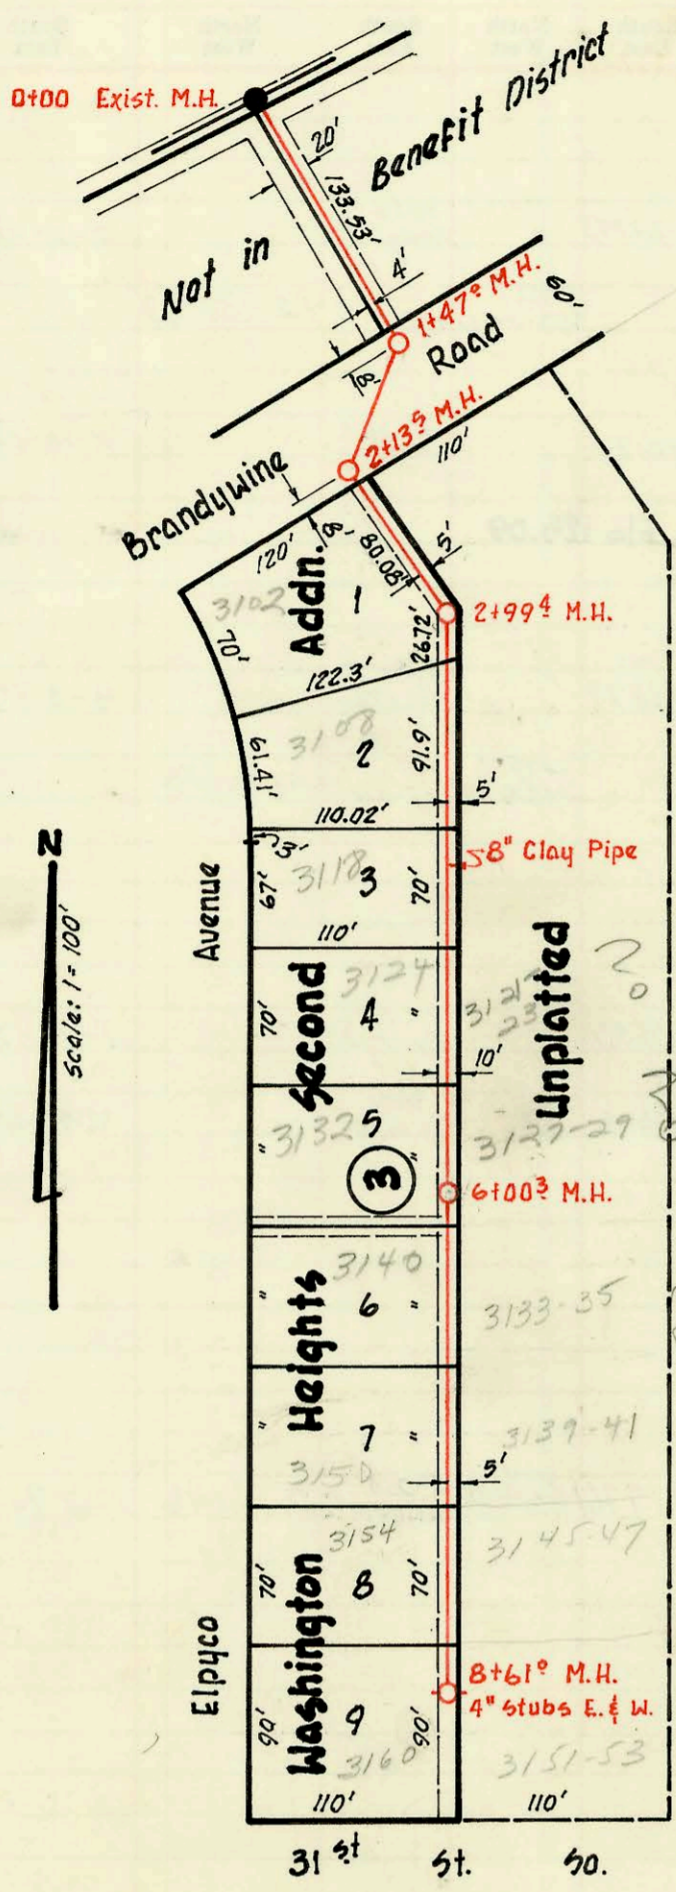 0+00 Exist. M.H.
20'
133.53'
Benefit District
Not in
4'
1+47⁰ M.H.
60'
Road
18'
2+13⁵ M.H.
110'
Brandywine
120'
8'
80.08'
5'
Addn.
3102
1
2+99⁴ M.H.
70'
26.72'
122.3'
3108
2
61.41'
91.9'
5'
110.02'
3'
8" Clay Pipe
3118
3
67'
70'
110'
Avenue
N
Scale: 1 = 100'
3124
4
70'
"
Second
3121-
23
?
10'
Unplatted
3132
5
"
"
3
3127-29
6+00³ M.H.
3140
6
"
"
3133-35
Heights
7
"
"
3150
3139-41
5'
3154
8
70'
70'
3145-47
Washington
Elpyco
8+61⁰ M.H.
4" Stubs E. & W.
9
90'
90'
3160
3151-53
110'
110'
31st St. So.